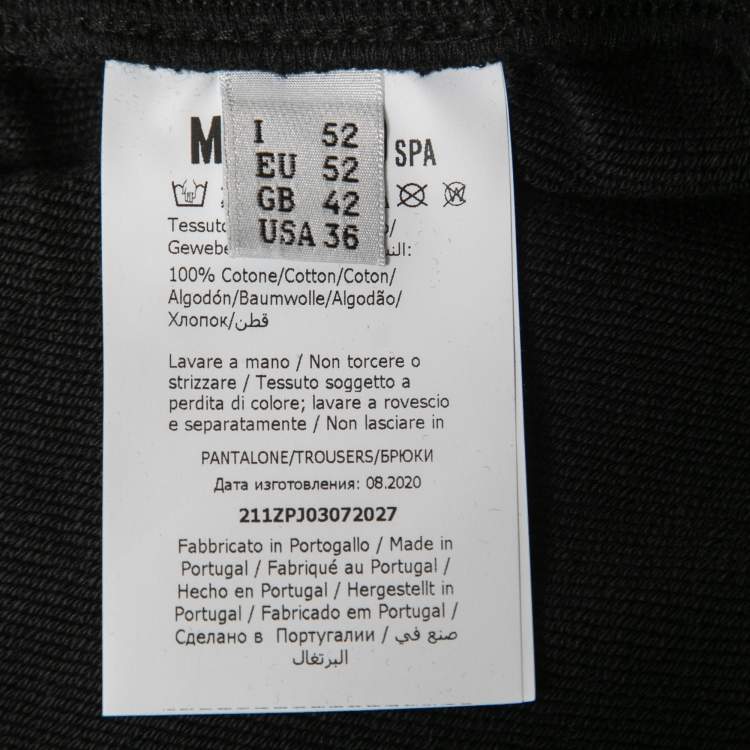 I 52
EU 52
GB 42
USA 36
M SPA
100% Cotone/Cotton/Coton/
Algodón/Baumwolle/Algodão/
Хлопок/قطن
Lavare a mano / Non torcere o
strizzare / Tessuto soggetto a
perdita di colore; lavare a rovescio
e separatamente / Non lasciare in
PANTALONE/TROUSERS/БРЮКИ
Дата изготовления: 08.2020
211ZPJ03072027
Fabbricato in Portogallo / Made in
Portugal / Fabriqué au Portugal /
Hecho en Portugal / Hergestellt in
Portugal / Fabricado em Portugal /
Сделано в Португалии / صنع في
البرتغال